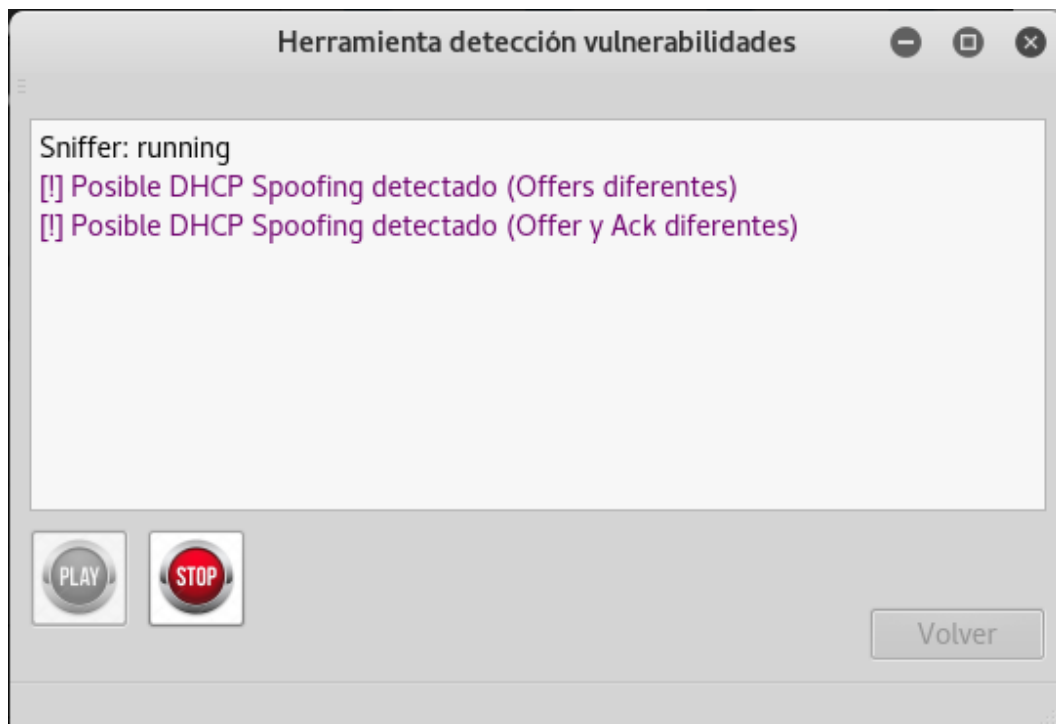 Herramienta detección vulnerabilidades
Sniffer: running
[!] Posible DHCP Spoofing detectado (Offers diferentes)
[!] Posible DHCP Spoofing detectado (Offer y Ack diferentes)
PLAY
STOP
Volver